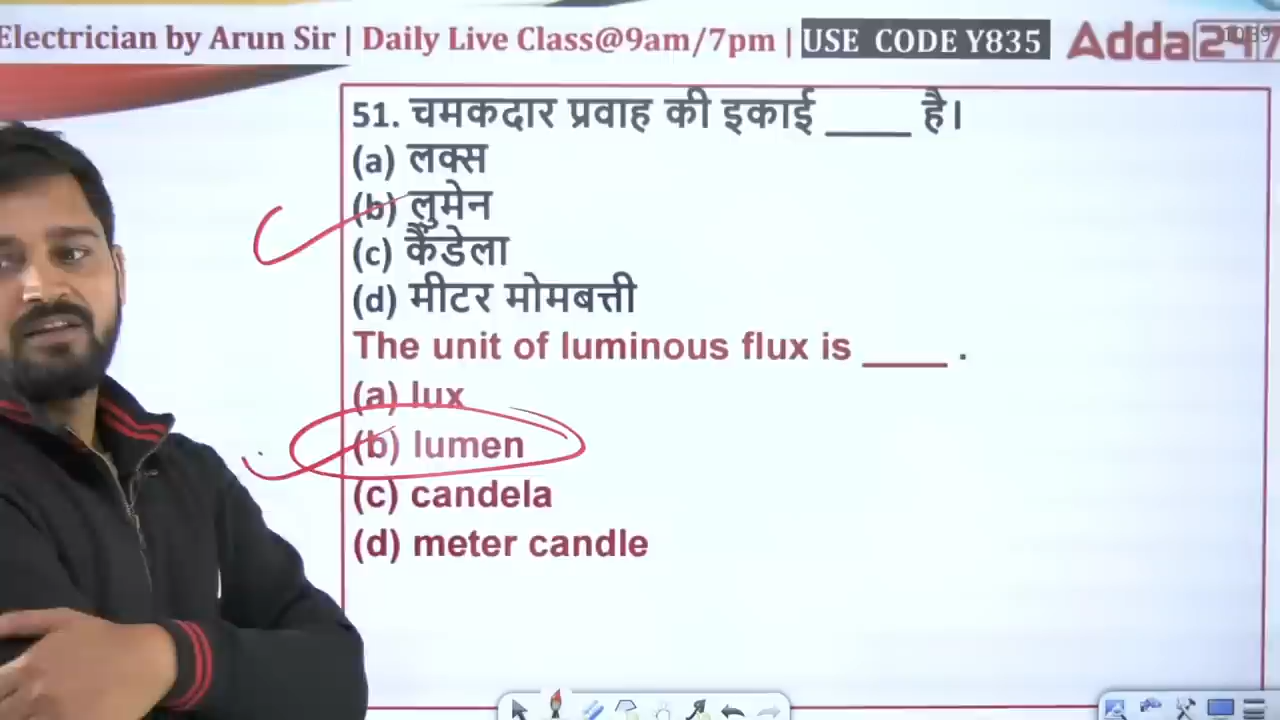 Electrician by Arun Sir | Daily Live Class@9am/7pm | USE CODE Y835 Adda247
51. चमकदार प्रवाह की इकाई ____ है।
(a) लक्स
(b) लुमेन
(c) कैंडेला
(d) मीटर मोमबत्ती
The unit of luminous flux is ____ .
(a) lux
(b) lumen
(c) candela
(d) meter candle